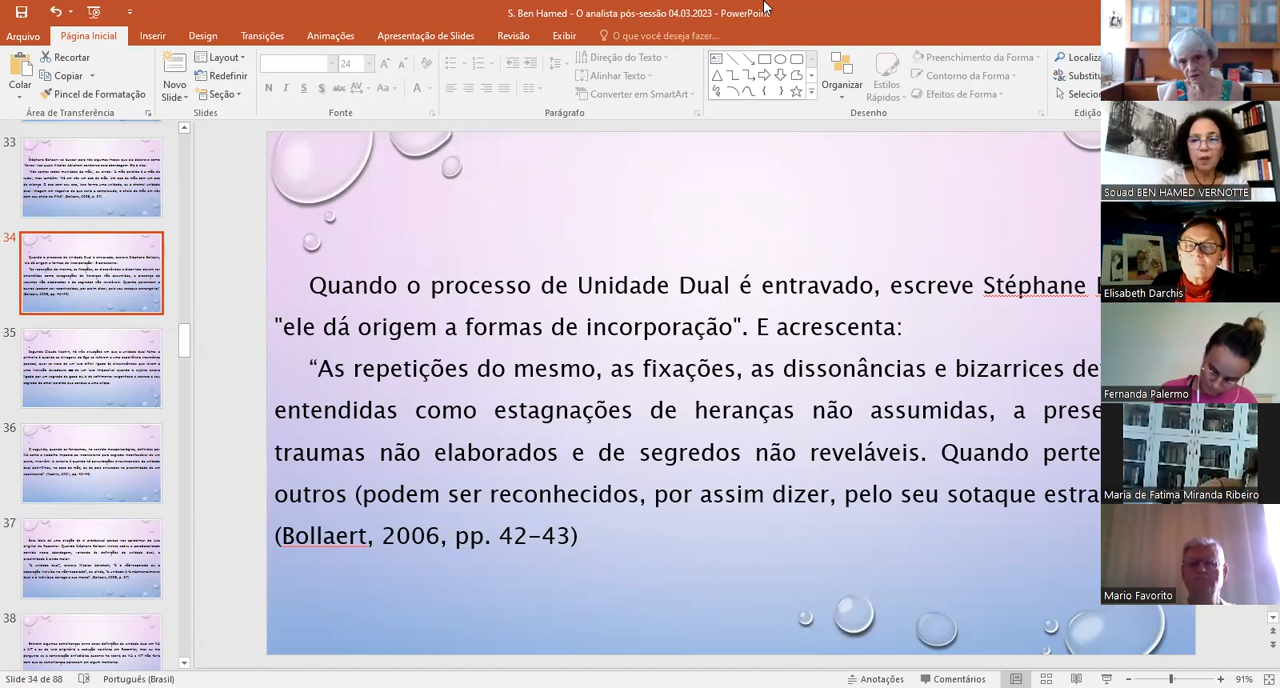 S. Ben Hamed - O analista pós-sessão 04.03.2023 - PowerPoint
Arquivo Página Inicial Inserir Design Transições Animações Apresentação de Slides Revisão Exibir O que você deseja fazer...
Colar
Recortar
Copiar
Pincel de Formatação
Área de Transferência
Novo Slide
Layout
Redefinir
Seção
Slides
24
N I S S abc AV Aa A
Fonte
Direção do Texto
Alinhar Texto
Converter em SmartArt
Parágrafo
Organizar
Estilos Rápidos
Preenchimento da Forma
Contorno da Forma
Efeitos de Forma
Desenho
Localiza
Substitu
Selecion
Edição
33
34
35
36
37
38
Quando o processo de Unidade Dual é entravado, escreve Stéphane
"ele dá origem a formas de incorporação". E acrescenta:
“As repetições do mesmo, as fixações, as dissonâncias e bizarrices de
entendidas como estagnações de heranças não assumidas, a prese
traumas não elaborados e de segredos não reveláveis. Quando perte
outros (podem ser reconhecidos, por assim dizer, pelo seu sotaque estra
(Bollaert, 2006, pp. 42-43)
Souad BEN HAMED VERNOTTE
Elisabeth Darchis
Fernanda Palermo
Maria de Fatima Miranda Ribeiro
Mario Favorito
Slide 34 de 88 Português (Brasil) Anotações Comentários 91%